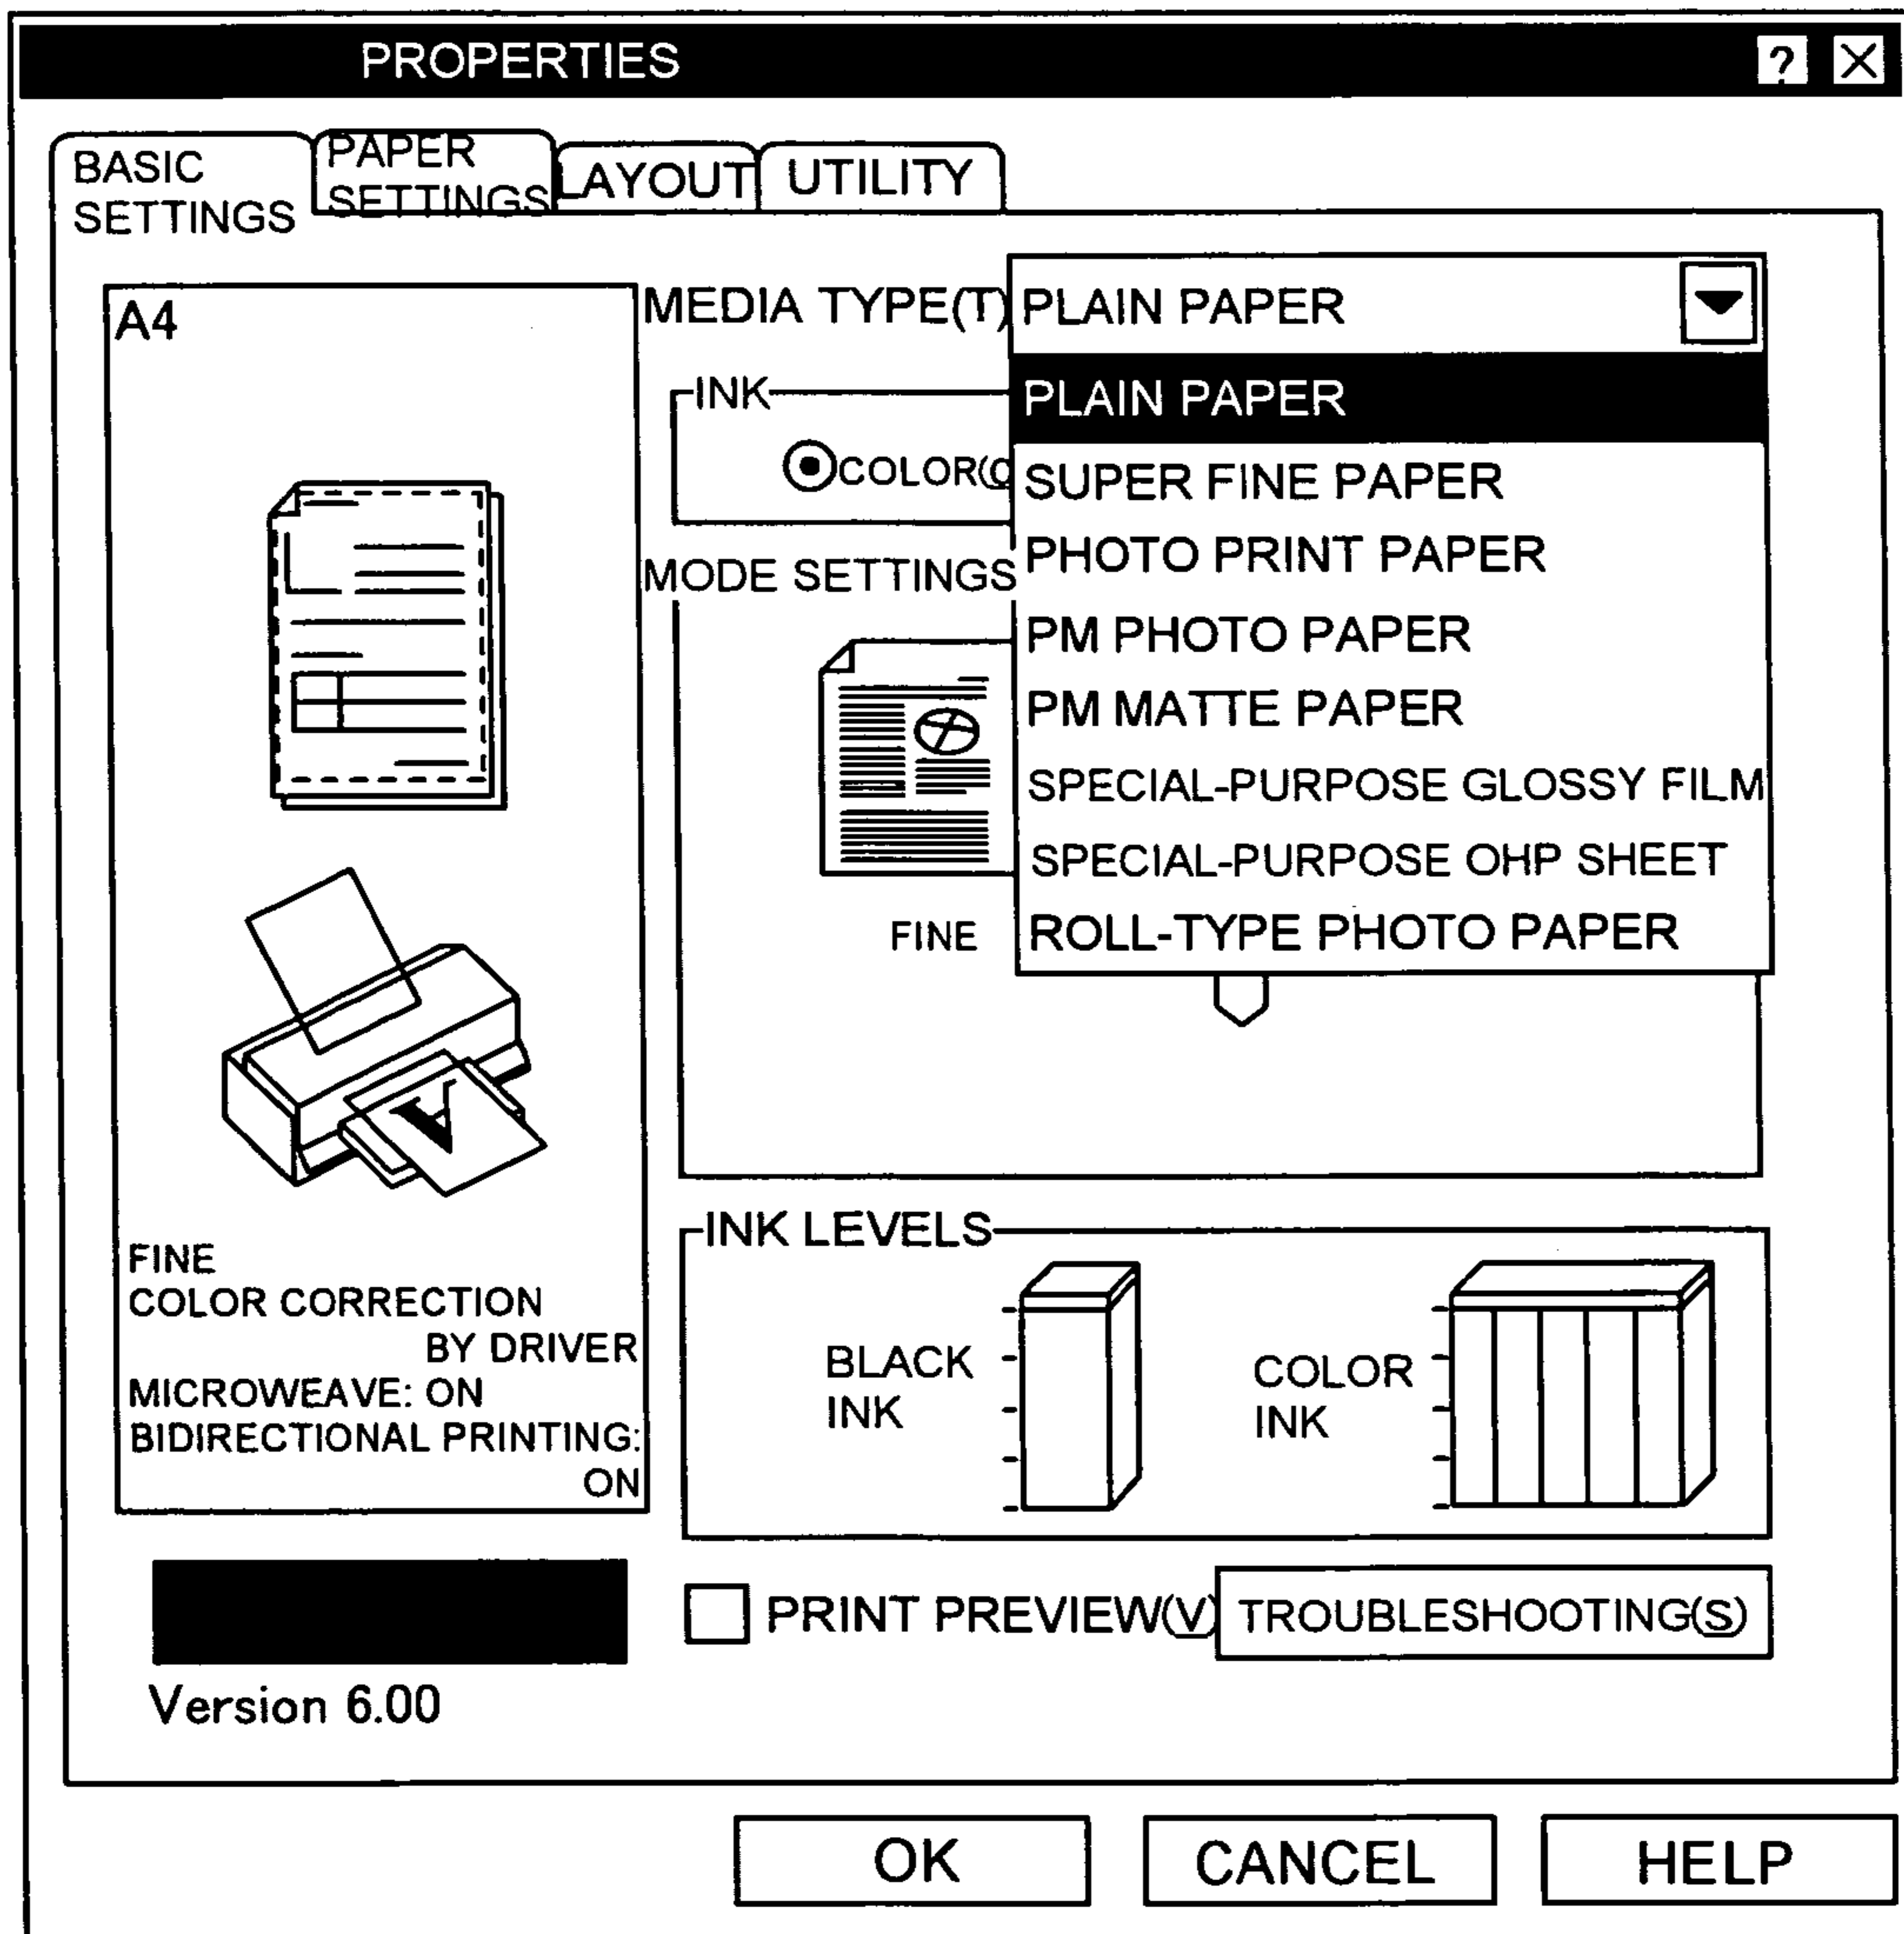 PROPERTIES
?
BASIC
SETTINGS
PAPER
SETTINGS
LAYOUT
UTILITY
A4
MEDIA TYPE(T)
PLAIN PAPER
PLAIN PAPER
SUPER FINE PAPER
PHOTO PRINT PAPER
PM PHOTO PAPER
PM MATTE PAPER
SPECIAL-PURPOSE GLOSSY FILM
SPECIAL-PURPOSE OHP SHEET
ROLL-TYPE PHOTO PAPER
INK
COLOR(C
MODE SETTINGS
FINE
A
FINE
COLOR CORRECTION
BY DRIVER
MICROWEAVE: ON
BIDIRECTIONAL PRINTING:
ON
INK LEVELS
BLACK
INK
COLOR
INK
PRINT PREVIEW(V)
TROUBLESHOOTING(S)
Version 6.00
OK
CANCEL
HELP